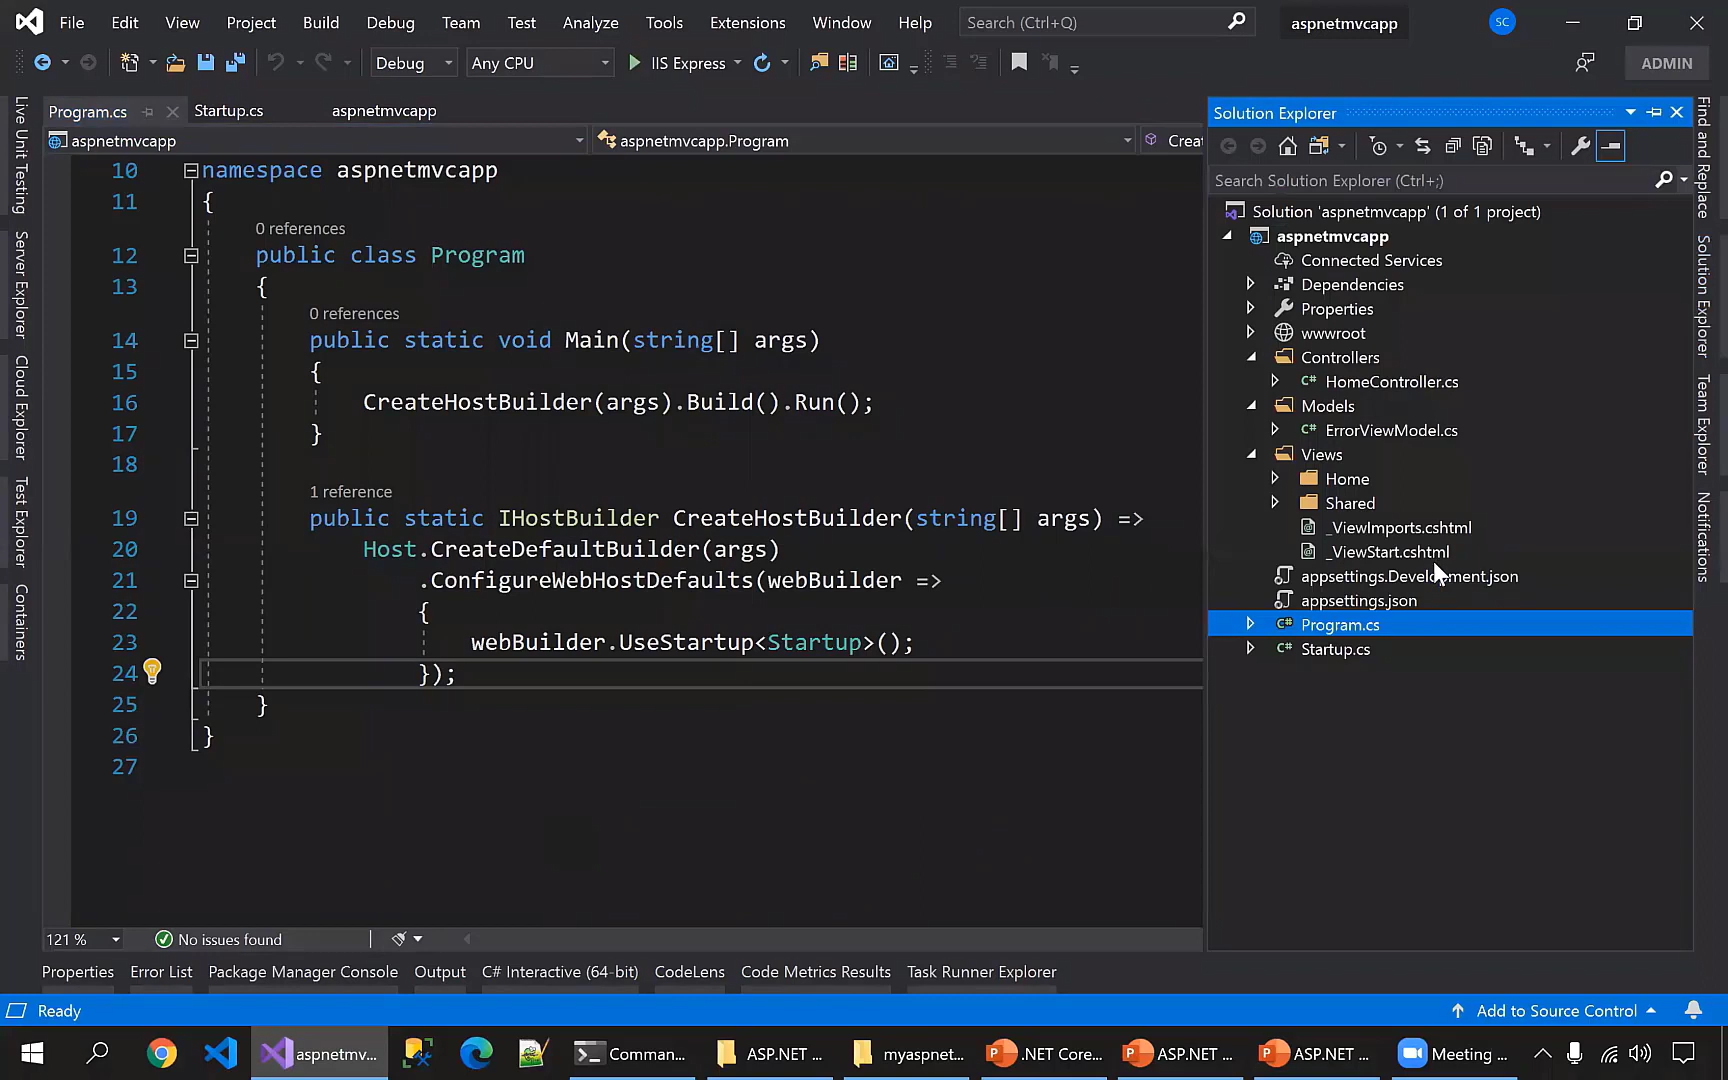 File Edit View Project Build Debug Team Test Analyze Tools Extensions Window Help Search (Ctrl+Q) aspnetmvcapp SC
Debug Any CPU IIS Express ADMIN
Live Unit Testing
Server Explorer
Cloud Explorer
Test Explorer
Containers
Program.cs Startup.cs aspnetmvcapp
aspnetmvcapp aspnetmvcapp.Program Crea
10 namespace aspnetmvcapp
11 {
0 references
12 public class Program
13 {
0 references
14 public static void Main(string[] args)
15 {
16 CreateHostBuilder(args).Build().Run();
17 }
18
1 reference
19 public static IHostBuilder CreateHostBuilder(string[] args) =>
20 Host.CreateDefaultBuilder(args)
21 .ConfigureWebHostDefaults(webBuilder =>
22 {
23 webBuilder.UseStartup<Startup>();
24 });
25 }
26 }
27
121 % No issues found
Solution Explorer
Search Solution Explorer (Ctrl+;)
Solution 'aspnetmvcapp' (1 of 1 project)
aspnetmvcapp
Connected Services
Dependencies
Properties
wwwroot
Controllers
C# HomeController.cs
Models
C# ErrorViewModel.cs
Views
Home
Shared
_ViewImports.cshtml
_ViewStart.cshtml
appsettings.Development.json
appsettings.json
C# Program.cs
C# Startup.cs
Find and Replace
Solution Explorer
Team Explorer
Notifications
Properties Error List Package Manager Console Output C# Interactive (64-bit) CodeLens Code Metrics Results Task Runner Explorer
Ready Add to Source Control
aspnetmv... Comman... ASP.NET ... myaspnet... .NET Core... ASP.NET ... ASP.NET ... Meeting ...